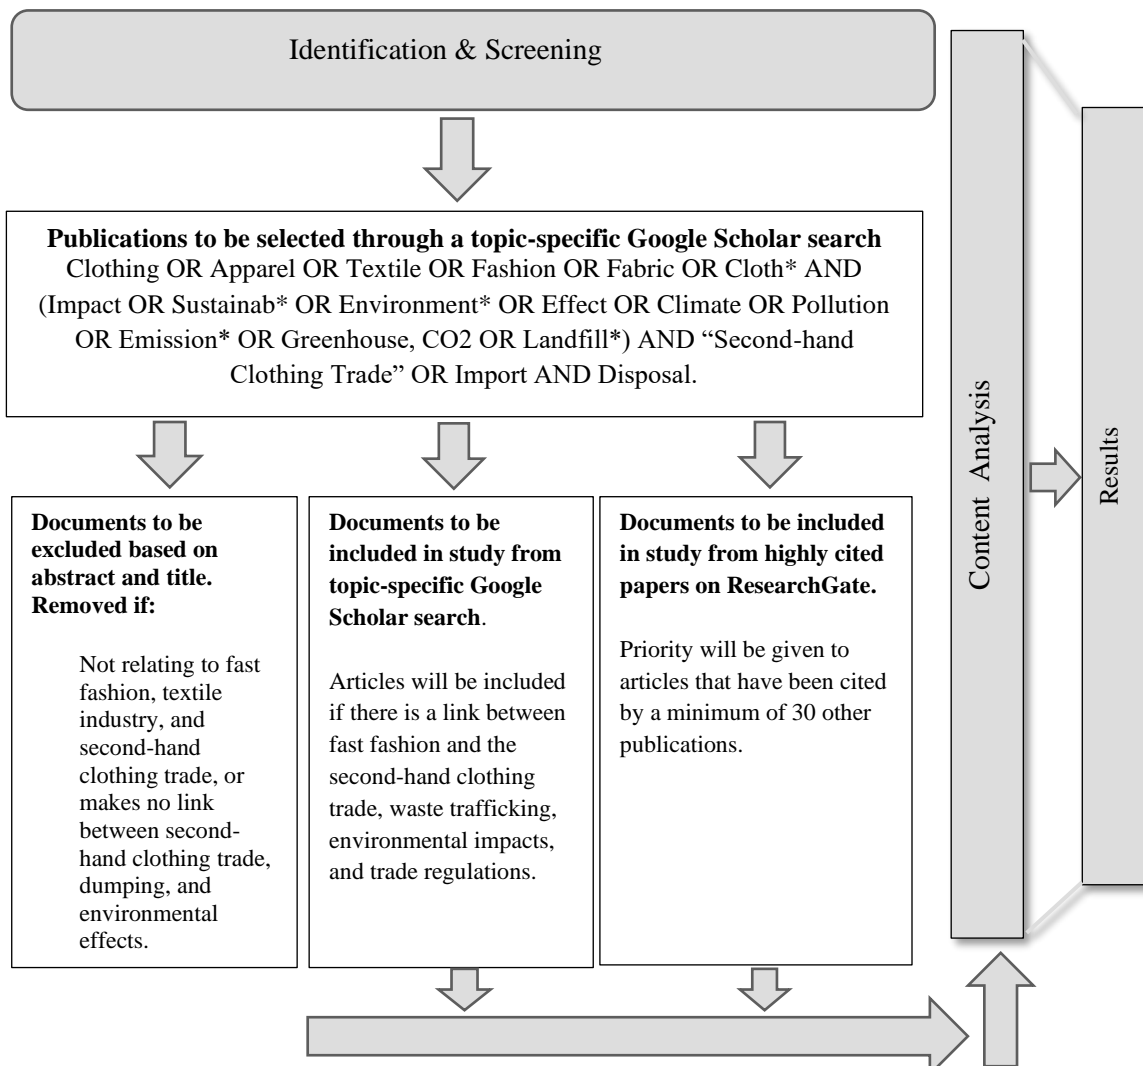 Identification & Screening
Publications to be selected through a topic-specific Google Scholar search
Clothing OR Apparel OR Textile OR Fashion OR Fabric OR Cloth* AND
(Impact OR Sustainab* OR Environment* OR Effect OR Climate OR Pollution
OR Emission* OR Greenhouse, CO2 OR Landfill*) AND “Second-hand
Clothing Trade” OR Import AND Disposal.
Documents to be
excluded based on
abstract and title.
Removed if:
Not relating to fast
fashion, textile
industry, and
second-hand
clothing trade, or
makes no link
between second-
hand clothing trade,
dumping, and
environmental
effects.
Documents to be
included in study from
topic-specific Google
Scholar search.
Articles will be included
if there is a link between
fast fashion and the
second-hand clothing
trade, waste trafficking,
environmental impacts,
and trade regulations.
Documents to be included
in study from highly cited
papers on ResearchGate.
Priority will be given to
articles that have been cited
by a minimum of 30 other
publications.
Content Analysis
Results